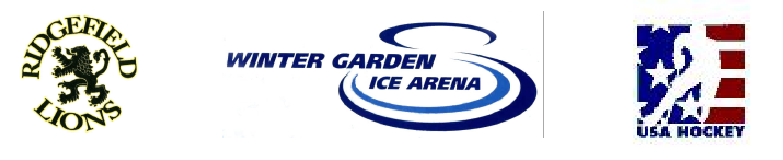 RIDGEFIELD
LIONS
WINTER GARDEN
ICE ARENA
USA HOCKEY